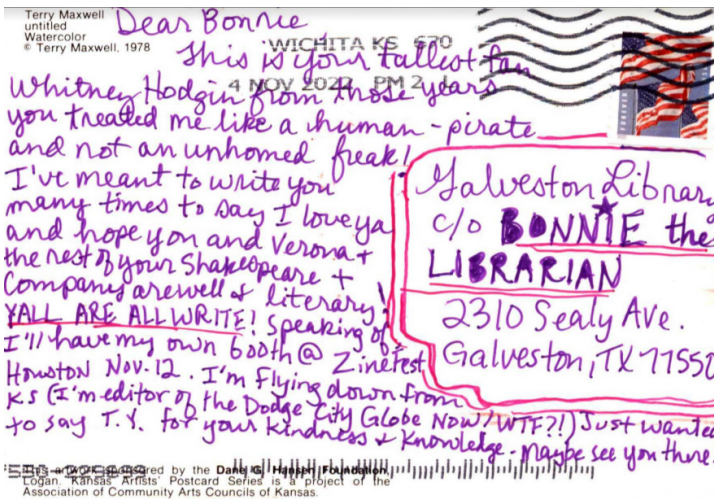 Terry Maxwell
untitled
Watercolor
© Terry Maxwell, 1978
WICHITA KS 670
4 NOV 2022 PM 2 L
FOREVER
Dear Bonnie,
This is your tallest fan
Whitney Hodgin from those years
you treated me like a human-pirate
and not an unhomed freak!
I've meant to write you
many times to say I love ya
and hope you and Verona +
the rest of your Shakespeare +
Company are well & literary!
YALL ARE ALLWRITE! Speaking of
I'll have my own booth @ ZineFest
Houston Nov. 12. I'm flying down from
KS (I'm editor of the Dodge City Globe NOW! WTF?!) Just wanted
to say T.Y. for your kindness & knowledge - maybe see you there.
Galveston Library
c/o BONNIE the
LIBRARIAN
2310 Sealy Ave.
Galveston, TX 77550
This artwork sponsored by the Dane G. Hansen Foundation,
Logan. Kansas Artists' Postcard Series is a project of the
Association of Community Arts Councils of Kansas.